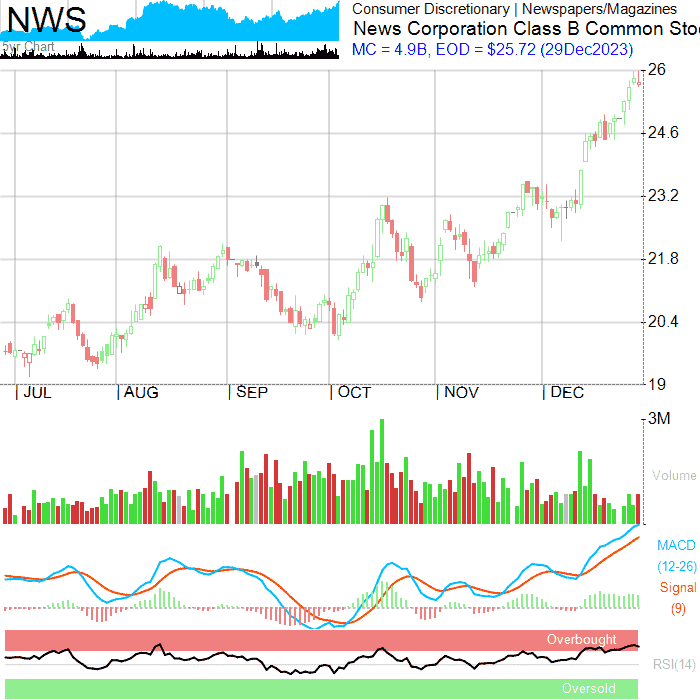 NWS
5yr Chart
Consumer Discretionary | Newspapers/Magazines
News Corporation Class B Common Sto
MC = 4.9B, EOD = $25.72 (29Dec2023)
26
24.6
23.2
21.8
20.4
19
| JUL | AUG | SEP | OCT | NOV | DEC
3M
Volume
MACD
(12-26)
Signal
(9)
Overbought
RSI(14)
Oversold